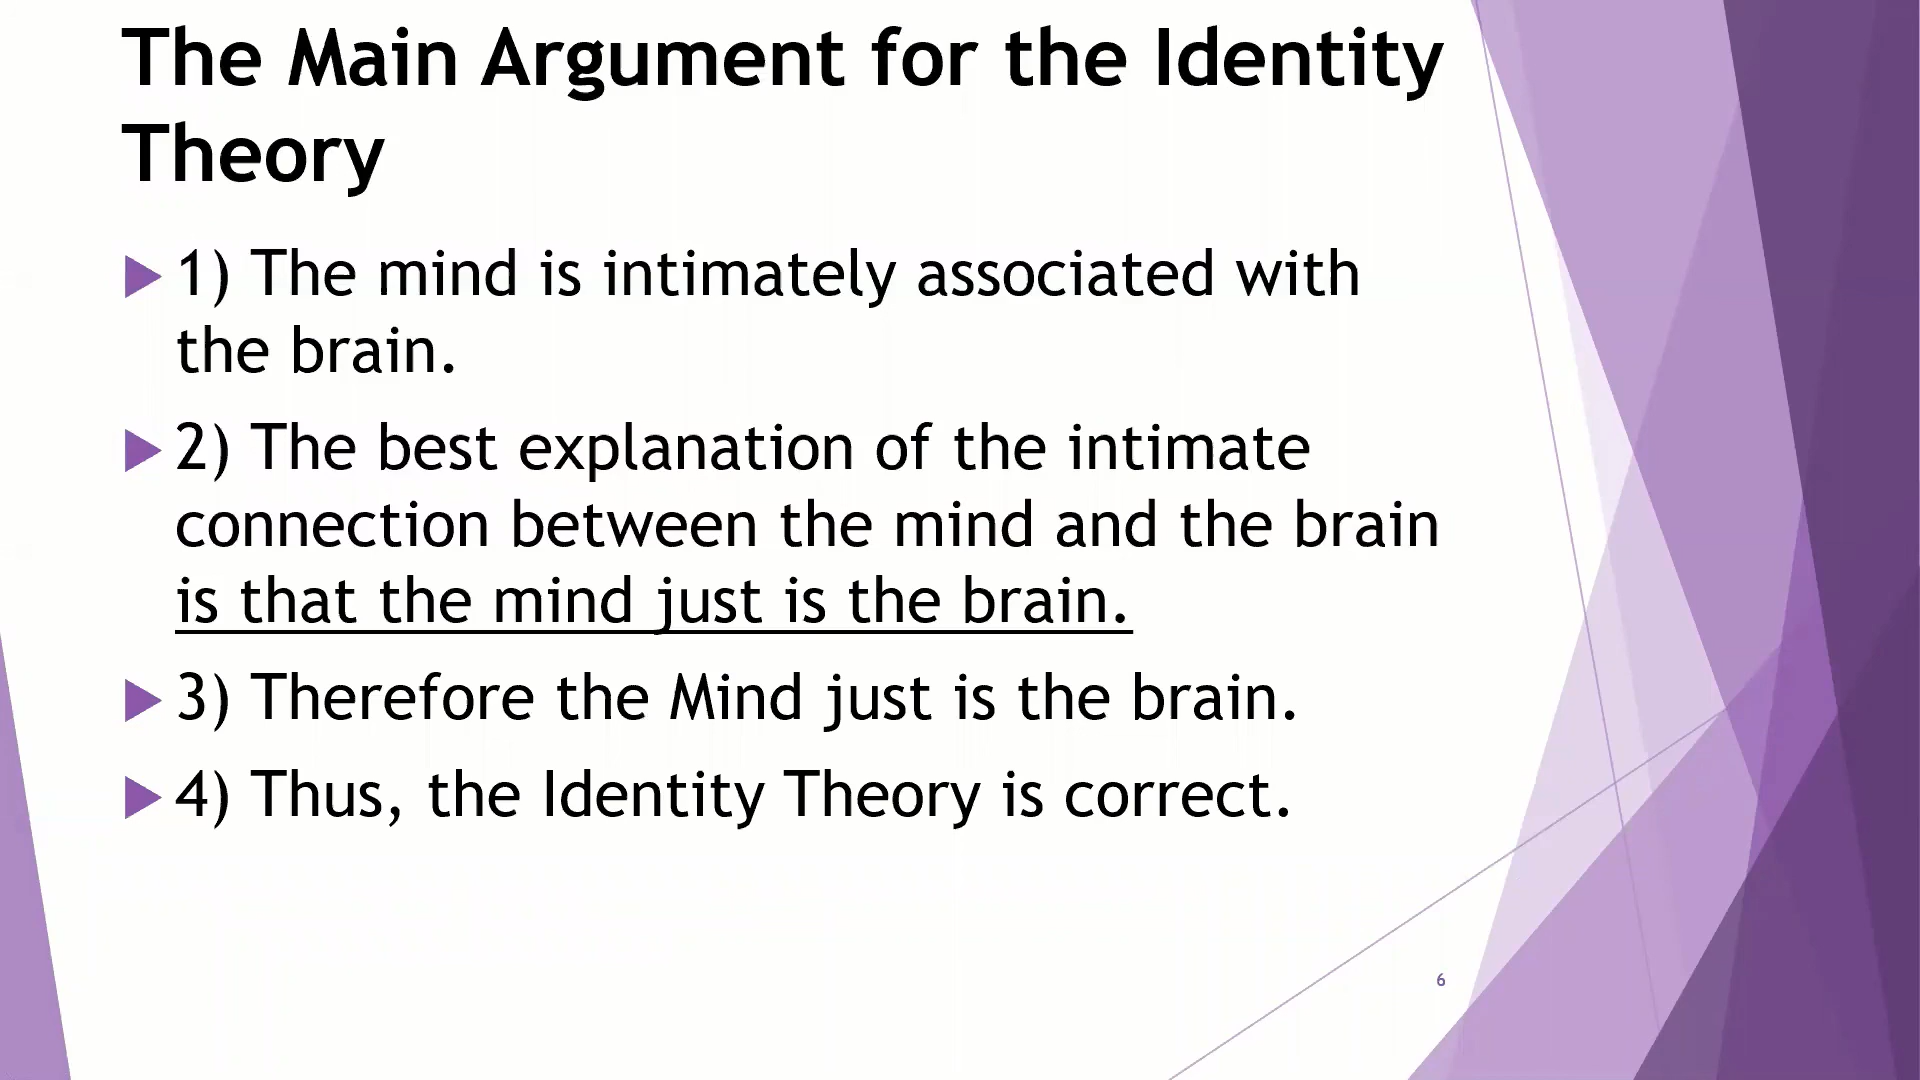 The Main Argument for the Identity
Theory
1) The mind is intimately associated with
the brain.
2) The best explanation of the intimate
connection between the mind and the brain
is that the mind just is the brain.
3) Therefore the Mind just is the brain.
4) Thus, the Identity Theory is correct.
6